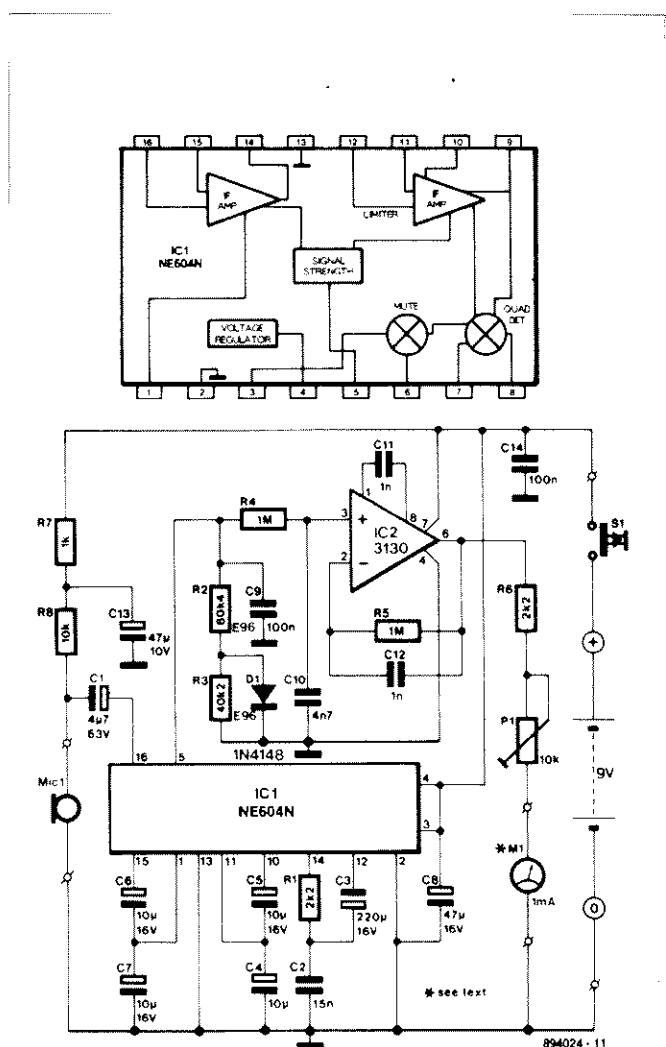 16 15 14 13 12 11 10 9
IF AMP
IF AMP
LIMITER
IC1
NE604N
SIGNAL STRENGTH
MUTE
QUAD DET
VOLTAGE REGULATOR
1 2 3 4 5 6 7 8
C11
1n
C14
100n
R4
1M
1
8
3
+
IC2
3130
7
6
2
−
4
S1
R7
1k
R8
10k
C13
47µ
10V
R2
60k4
E96
C9
100n
R5
1M
C12
1n
R6
2k2
+
C1
4µ7
63V
R3
40k2
E96
D1
C10
4n7
1N4148
P1
10k
9V
16
5
Mic1
IC1
NE604N
4
3
* M1
1mA
15 1 13 11 10 14 12 2
C6
10µ
16V
C5
10µ
16V
R1
2k2
C3
220µ
16V
C8
47µ
16V
0
C7
10µ
16V
C4
10µ
C2
15n
* see text
894024 - 11